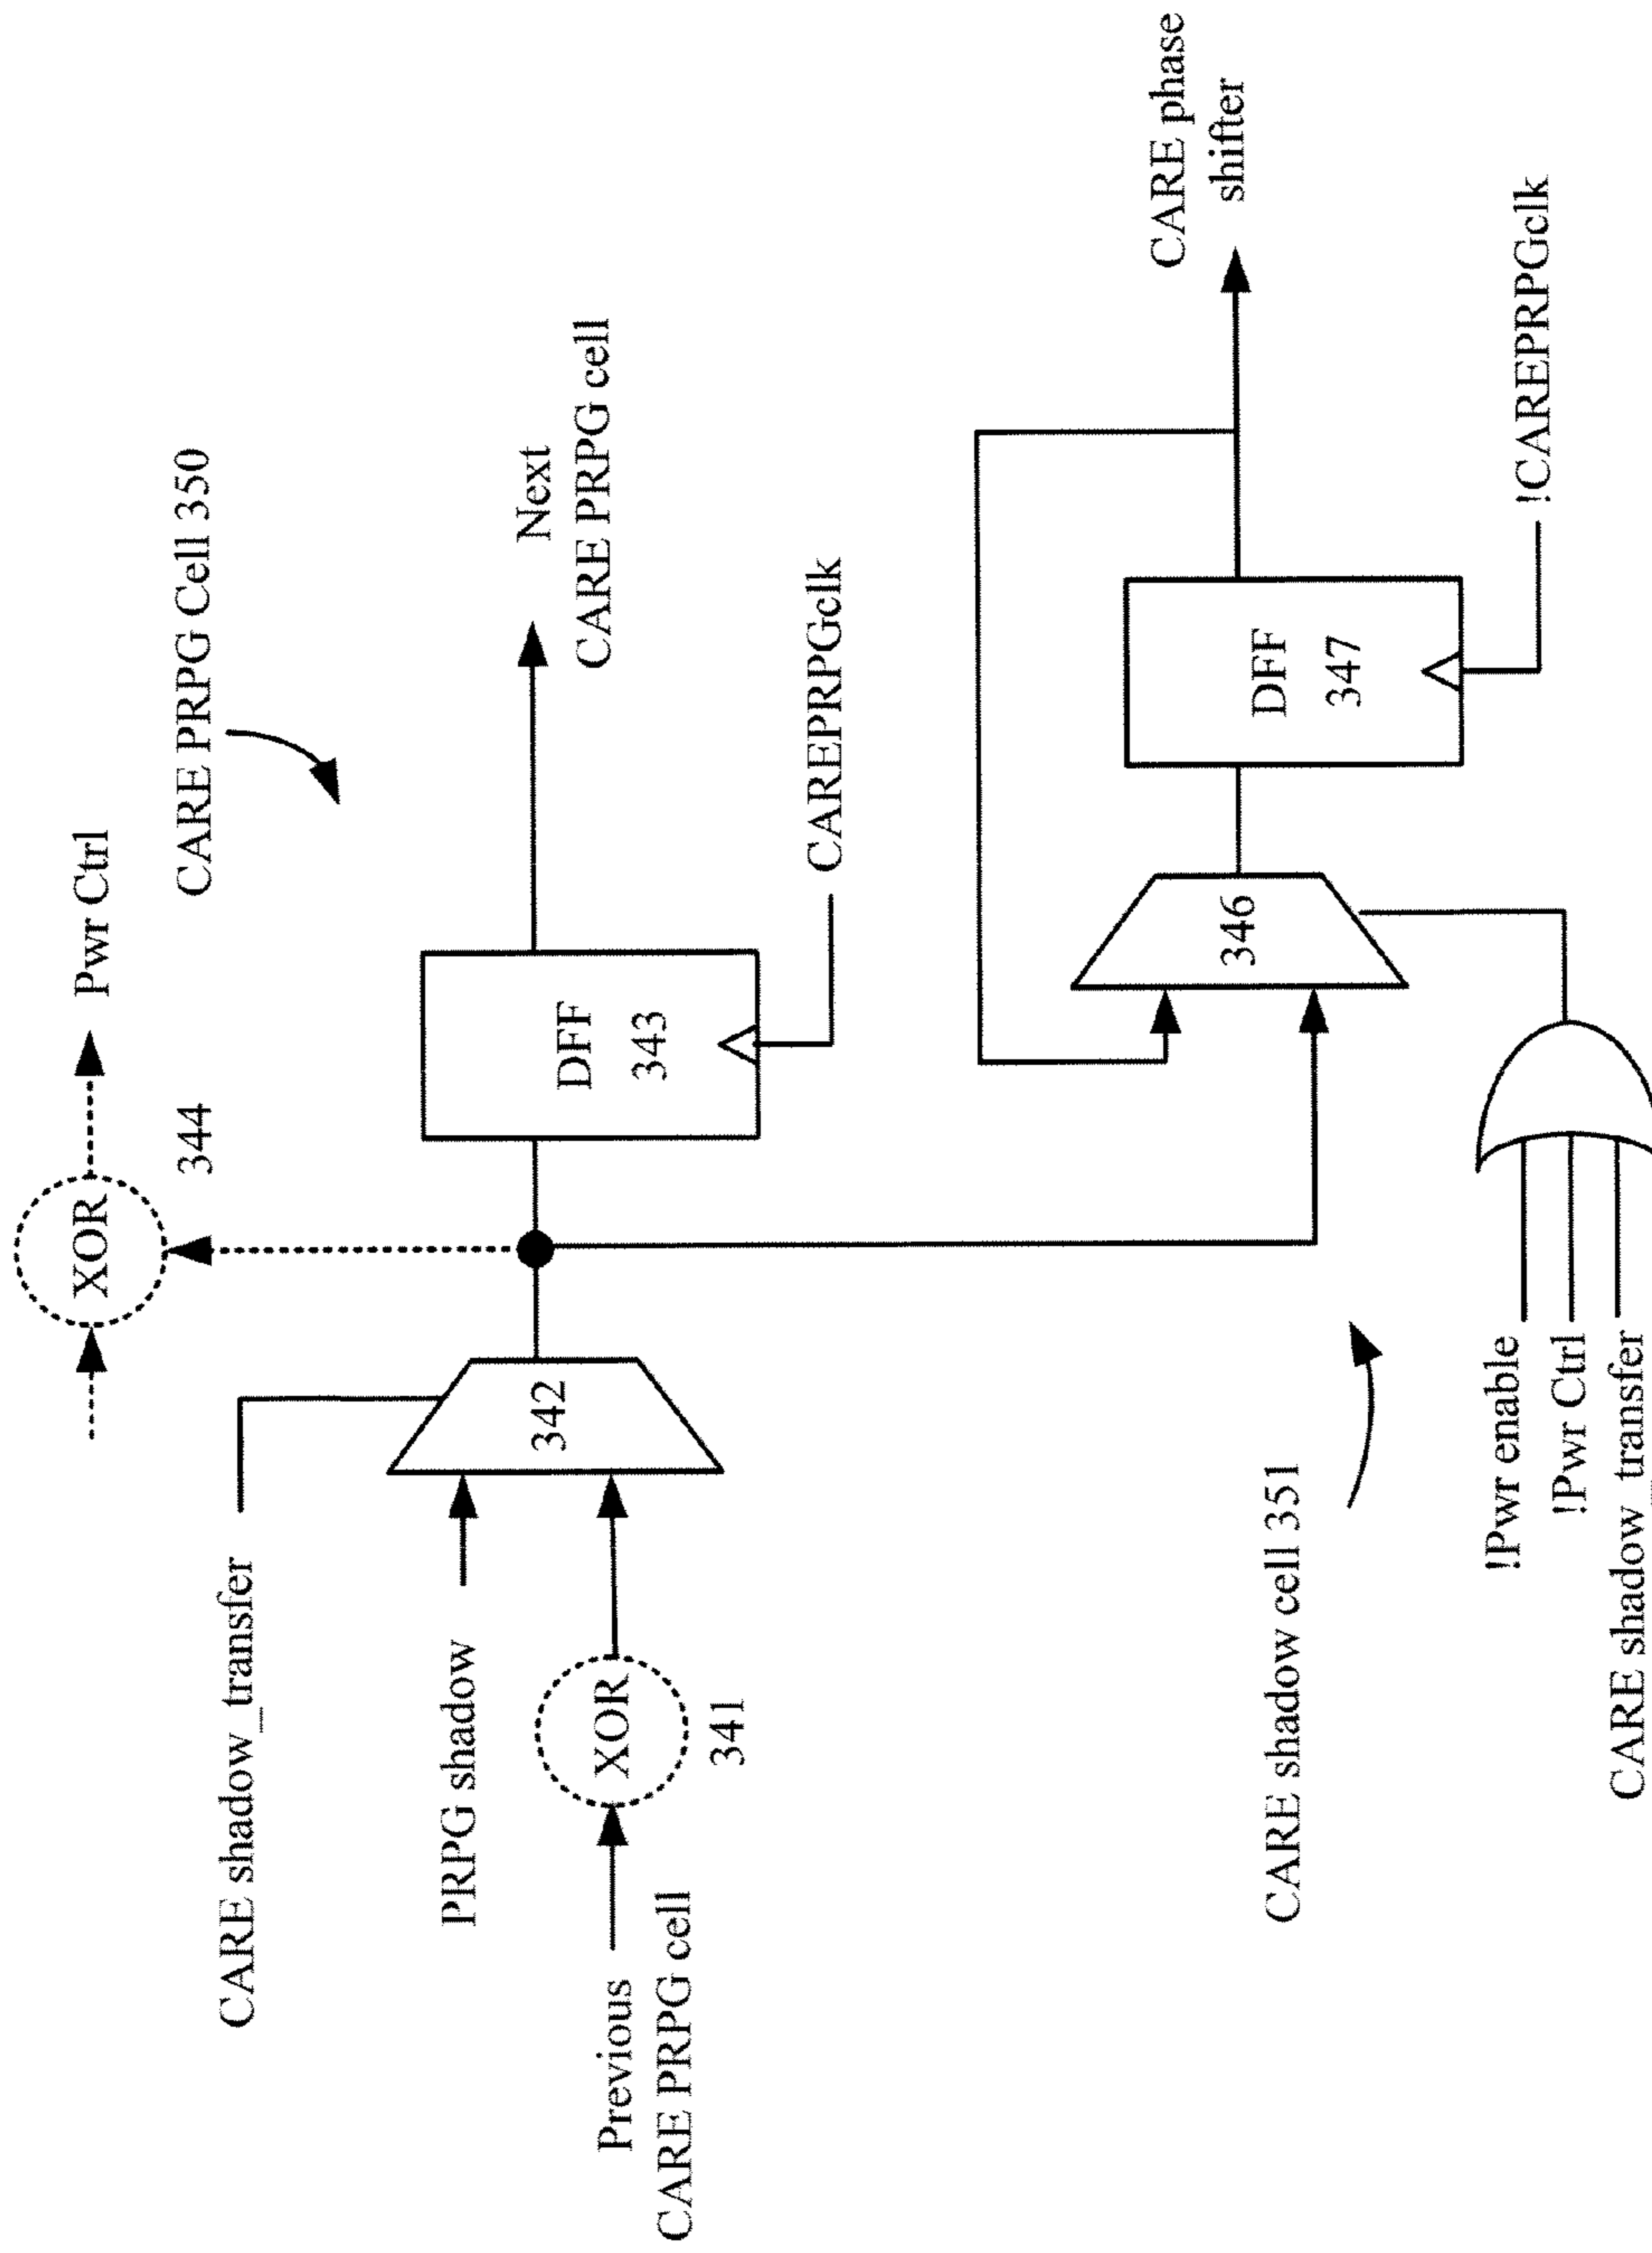 Pwr Ctrl
XOR
344
CARE PRPG Cell 350
CARE shadow_transfer
PRPG shadow
342
DFF
343
Next
CARE PRPG cell
Previous
CARE PRPG cell
XOR
341
CAREPRPGclk
CARE phase
shifter
346
DFF
347
CARE shadow cell 351
!CAREPRPGclk
!Pwr enable
!Pwr Ctrl
CARE shadow_transfer